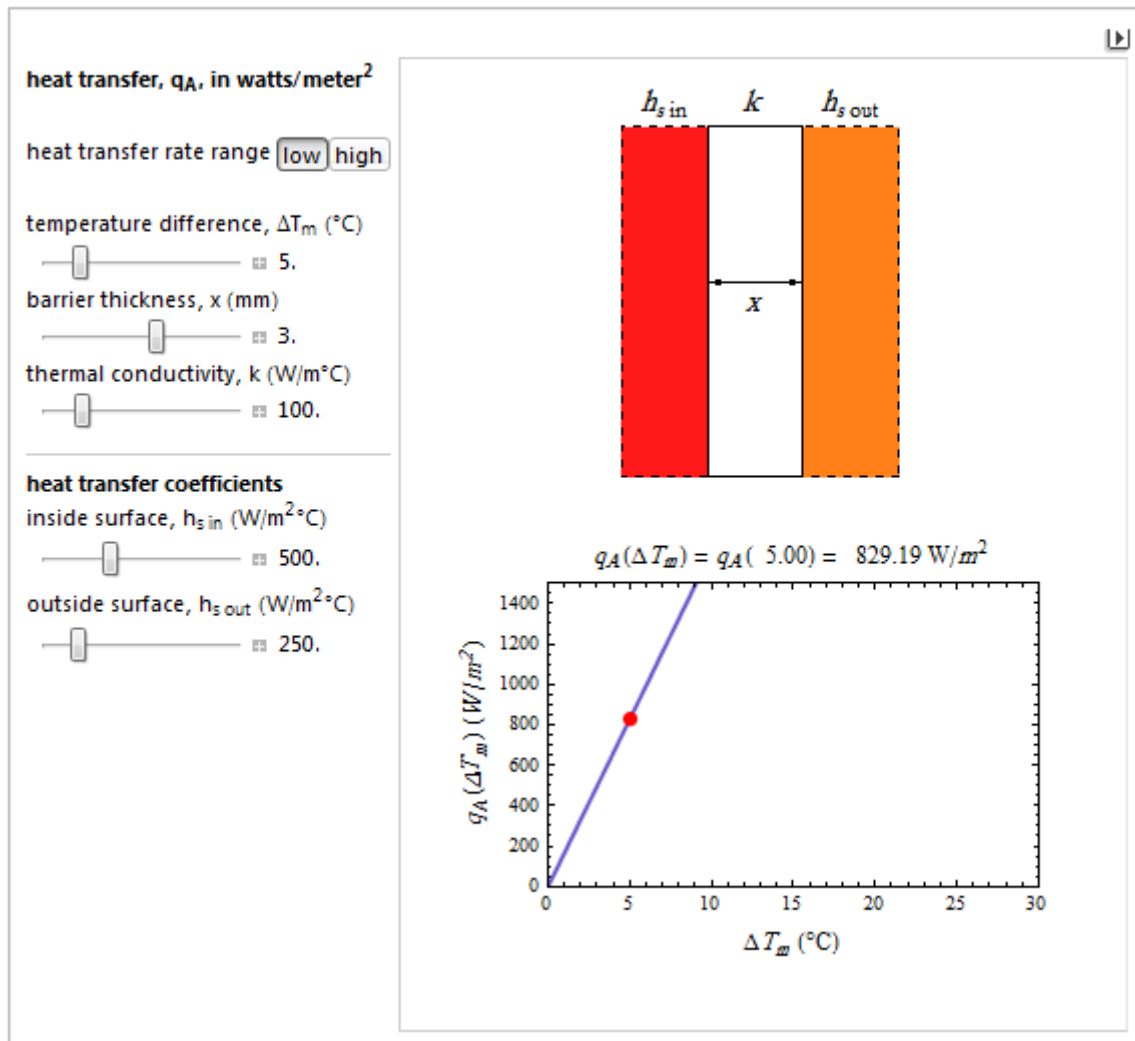 heat transfer, qA, in watts/meter²
heat transfer rate range low high
temperature difference, ΔTm (°C)
5.
barrier thickness, x (mm)
3.
thermal conductivity, k (W/m°C)
100.
heat transfer coefficients
inside surface, hs in (W/m²°C)
500.
outside surface, hs out (W/m²°C)
250.
hs in k hs out
x
qA(ΔTm) = qA( 5.00) = 829.19 W/m²
qA(ΔTm) (W/m²)
1400
1200
1000
800
600
400
200
0
0 5 10 15 20 25 30
ΔTm (°C)